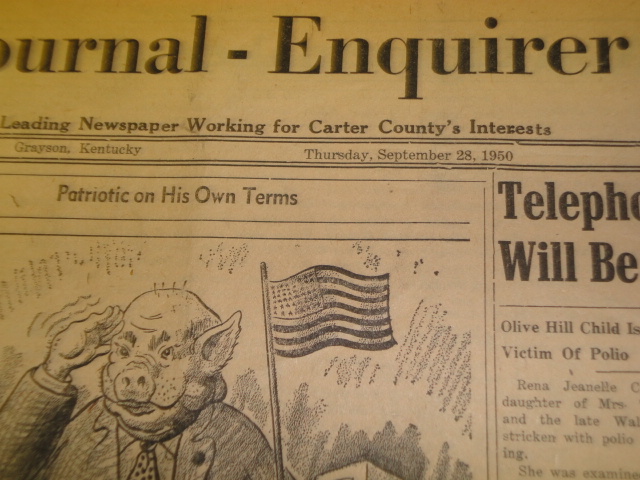 ournal - Enquirer
Leading Newspaper Working for Carter County's Interests
Grayson, Kentucky
Thursday, September 28, 1950
Patriotic on His Own Terms
Telepho
Will Be
Olive Hill Child Is
Victim Of Polio
Rena Jeanelle C
daughter of Mrs.
and the late Wal
stricken with polio
ing.
She was examine